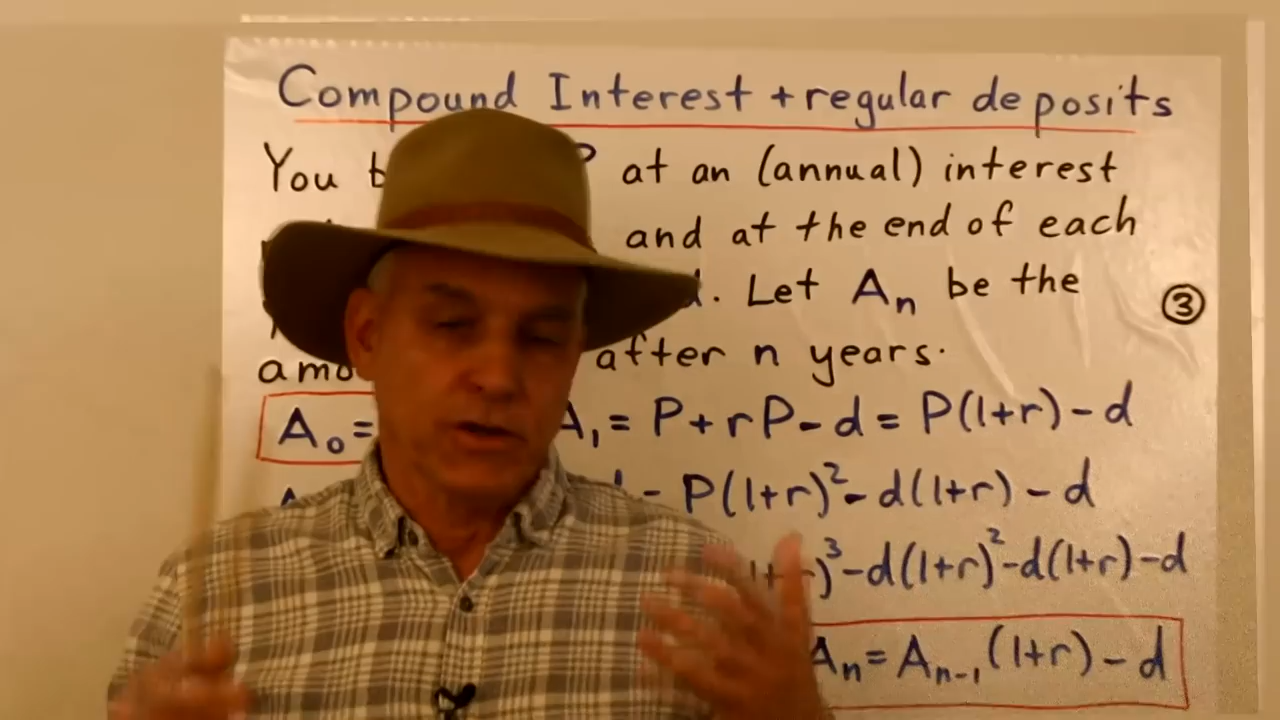 Compound Interest + regular deposits
You at an (annual) interest
and at the end of each
. Let Aₙ be the
③
after n years.
A₀= A₁ = P+rP-d = P(1+r)-d
- P(1+r)²-d(1+r)-d
)³-d(1+r)²-d(1+r)-d
Aₙ=Aₙ₋₁(1+r)-d